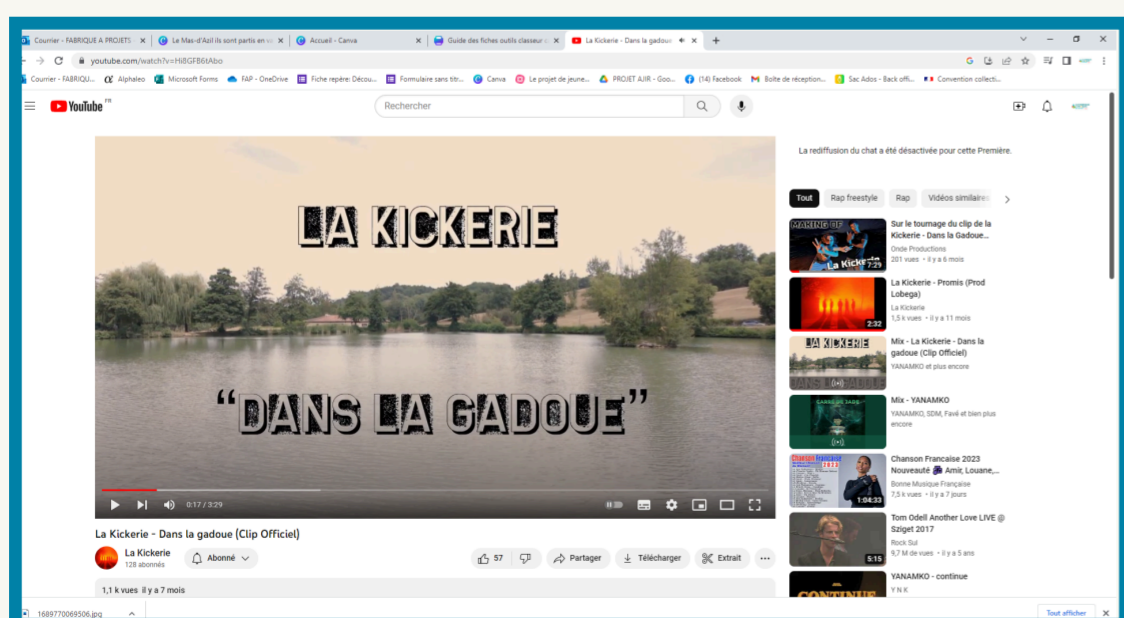 Courrier - FABRIQUE A PROJETS
Le Mas-d'Azil ils sont partis en v
Accueil - Canva
Guide des fiches outils classeur
La Kickerie - Dans la gadoue
youtube.com/watch?v=Hi8GFB6tAbo
Courrier - FABRIQU...
Alphaleo
Microsoft Forms
FAP - OneDrive
Fiche repère: Décou...
Formulaire sans titr...
Canva
Le projet de jeune...
PROJET AJIR - Goo...
(14) Facebook
Boîte de réception...
Sac Ados - Back offi...
Convention collecti...
YouTube FR
Rechercher
LA KICKERIE
“DANS LA GADOUE”
0:17 / 3:29
La Kickerie - Dans la gadoue (Clip Officiel)
La Kickerie
128 abonnés
Abonné
57
Partager
Télécharger
Extrait
1,1 k vues il y a 7 mois
La rediffusion du chat a été désactivée pour cette Première.
Tout
Rap freestyle
Rap
Vidéos similaires
MAKING OF
La Kickerie
7:29
Sur le tournage du clip de la
Kickerie - Dans la Gadoue...
Onde Productions
201 vues • il y a 6 mois
2:32
La Kickerie - Promis (Prod
Lobega)
La Kickerie
1,5 k vues • il y a 11 mois
LA KICKERIE
DANS LA GADOUE
Mix - La Kickerie - Dans la
gadoue (Clip Officiel)
YANAMKO et plus encore
Mix - YANAMKO
YANAMKO, SDM, Favé et bien plus
encore
Chanson Française
2023
1:04:33
Chanson Francaise 2023
Nouveauté Amir, Louane,...
Bonne Musique Française
7,5 k vues • il y a 7 jours
5:15
Tom Odell Another Love LIVE @
Sziget 2017
Rock Sul
9,7 M de vues • il y a 5 ans
CONTINUE
YANAMKO - continue
Y N K
1689770069506.jpg
Tout afficher